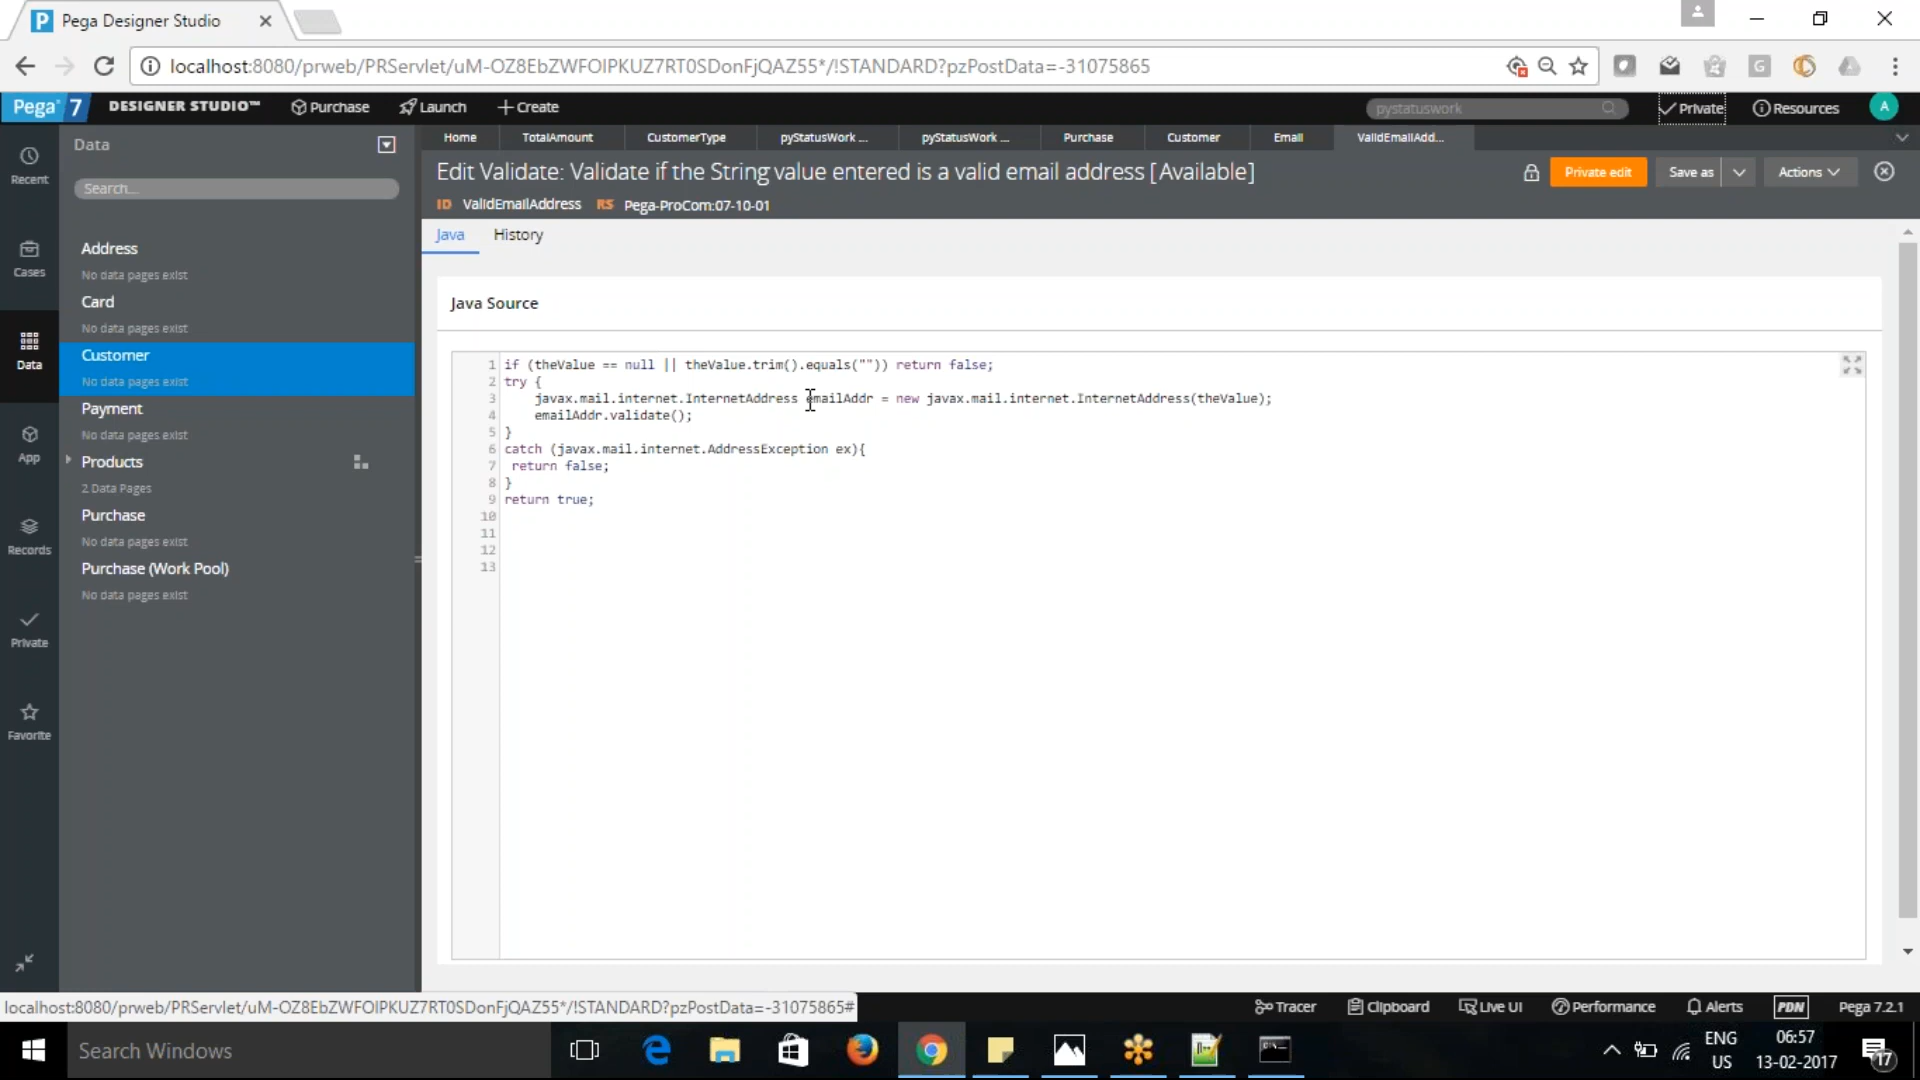 Pega Designer Studio
localhost:8080/prweb/PRServlet/uM-OZ8EbZWFOIPKUZ7RT0SDonFjQAZ55*/!STANDARD?pzPostData=-31075865
Pega 7 DESIGNER STUDIO™ Purchase Launch Create pystatuswork Private Resources A
Home TotalAmount CustomerType pyStatusWork ... pyStatusWork ... Purchase Customer Email ValidEmailAdd...
Edit Validate: Validate if the String value entered is a valid email address [Available]
Private edit Save as Actions
ID ValidEmailAddress RS Pega-ProCom:07-10-01
Java History
Java Source
1 if (theValue == null || theValue.trim().equals("")) return false;
2 try {
3 javax.mail.internet.InternetAddress emailAddr = new javax.mail.internet.InternetAddress(theValue);
4 emailAddr.validate();
5 }
6 catch (javax.mail.internet.AddressException ex){
7 return false;
8 }
9 return true;
10
11
12
13
Recent
Cases
Data
App
Records
Private
Favorite
Data
Search...
Address
No data pages exist
Card
No data pages exist
Customer
No data pages exist
Payment
No data pages exist
Products
2 Data Pages
Purchase
No data pages exist
Purchase (Work Pool)
No data pages exist
localhost:8080/prweb/PRServlet/uM-OZ8EbZWFOIPKUZ7RT0SDonFjQAZ55*/!STANDARD?pzPostData=-31075865#
Tracer Clipboard Live UI Performance Alerts PDN Pega 7.2.1
Search Windows
ENG
US
06:57
13-02-2017
17